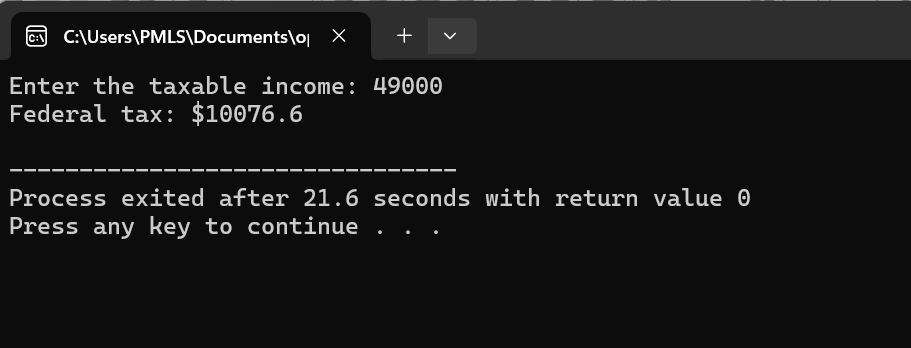 C:\Users\PMLS\Documents\o
Enter the taxable income: 49000
Federal tax: $10076.6
--------------------------------
Process exited after 21.6 seconds with return value 0
Press any key to continue . . .